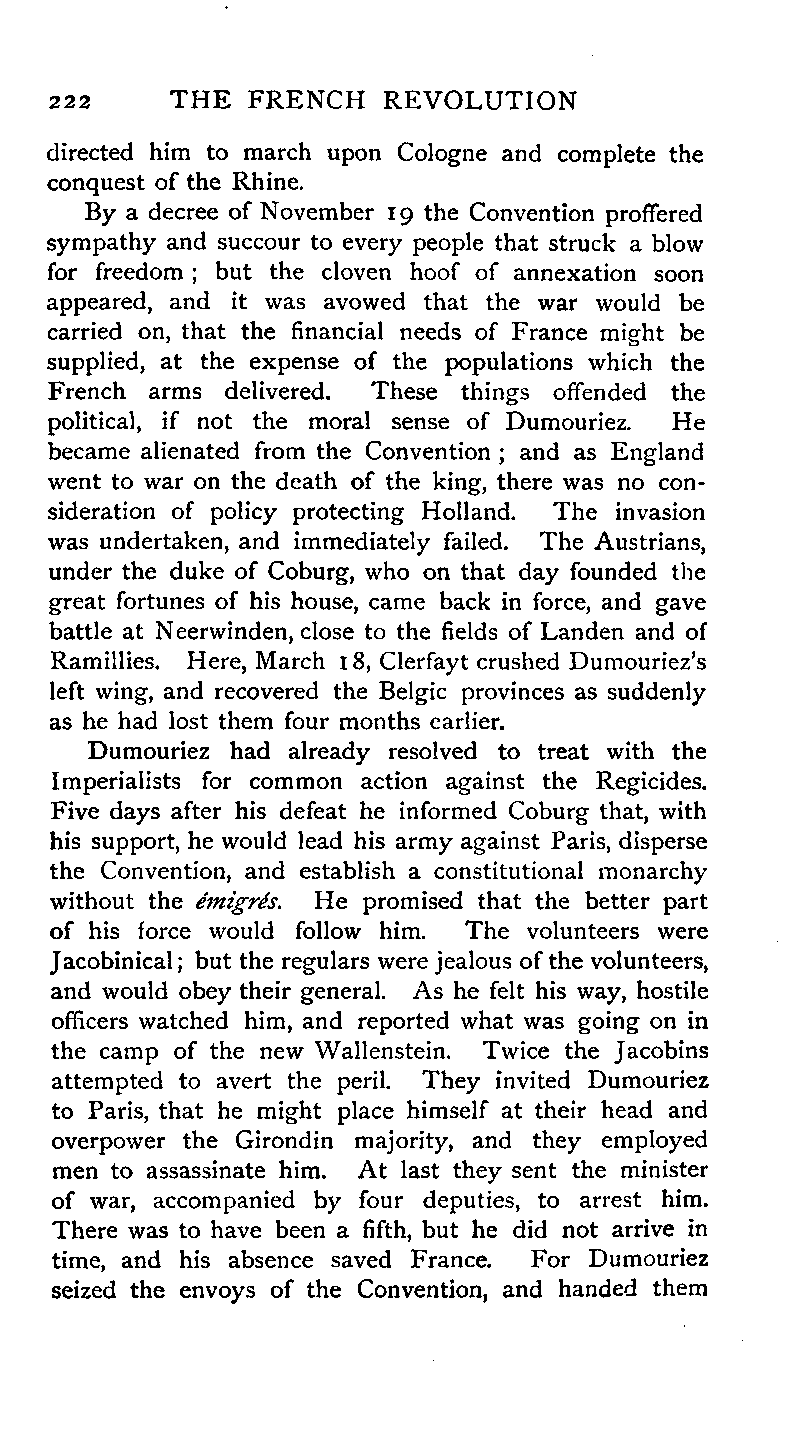 222 THE FRENCH REVOLUTION
directed him to march upon Cologne and complete the
conquest of the Rhine.
By a decree of November 19 the Convention proffered
sympathy and succour to every people that struck a blow
for freedom ; but the cloven hoof of annexation soon
appeared, and it was avowed that the war would be
carried on, that the financial needs of France might be
supplied, at the expense of the populations which the
French arms delivered. These things offended the
political, if not the moral sense of Dumouriez. He
became alienated from the Convention ; and as England
went to war on the death of the king, there was no con-
sideration of policy protecting Holland. The invasion
was undertaken, and immediately failed. The Austrians,
under the duke of Coburg, who on that day founded the
great fortunes of his house, came back in force, and gave
battle at Neerwinden, close to the fields of Landen and of
Ramillies. Here, March 18, Clerfayt crushed Dumouriez's
left wing, and recovered the Belgic provinces as suddenly
as he had lost them four months earlier.
Dumouriez had already resolved to treat with the
Imperialists for common action against the Regicides.
Five days after his defeat he informed Coburg that, with
his support, he would lead his army against Paris, disperse
the Convention, and establish a constitutional monarchy
without the émigrés. He promised that the better part
of his force would follow him. The volunteers were
Jacobinical ; but the regulars were jealous of the volunteers,
and would obey their general. As he felt his way, hostile
officers watched him, and reported what was going on in
the camp of the new Wallenstein. Twice the Jacobins
attempted to avert the peril. They invited Dumouriez
to Paris, that he might place himself at their head and
overpower the Girondin majority, and they employed
men to assassinate him. At last they sent the minister
of war, accompanied by four deputies, to arrest him.
There was to have been a fifth, but he did not arrive in
time, and his absence saved France. For Dumouriez
seized the envoys of the Convention, and handed them